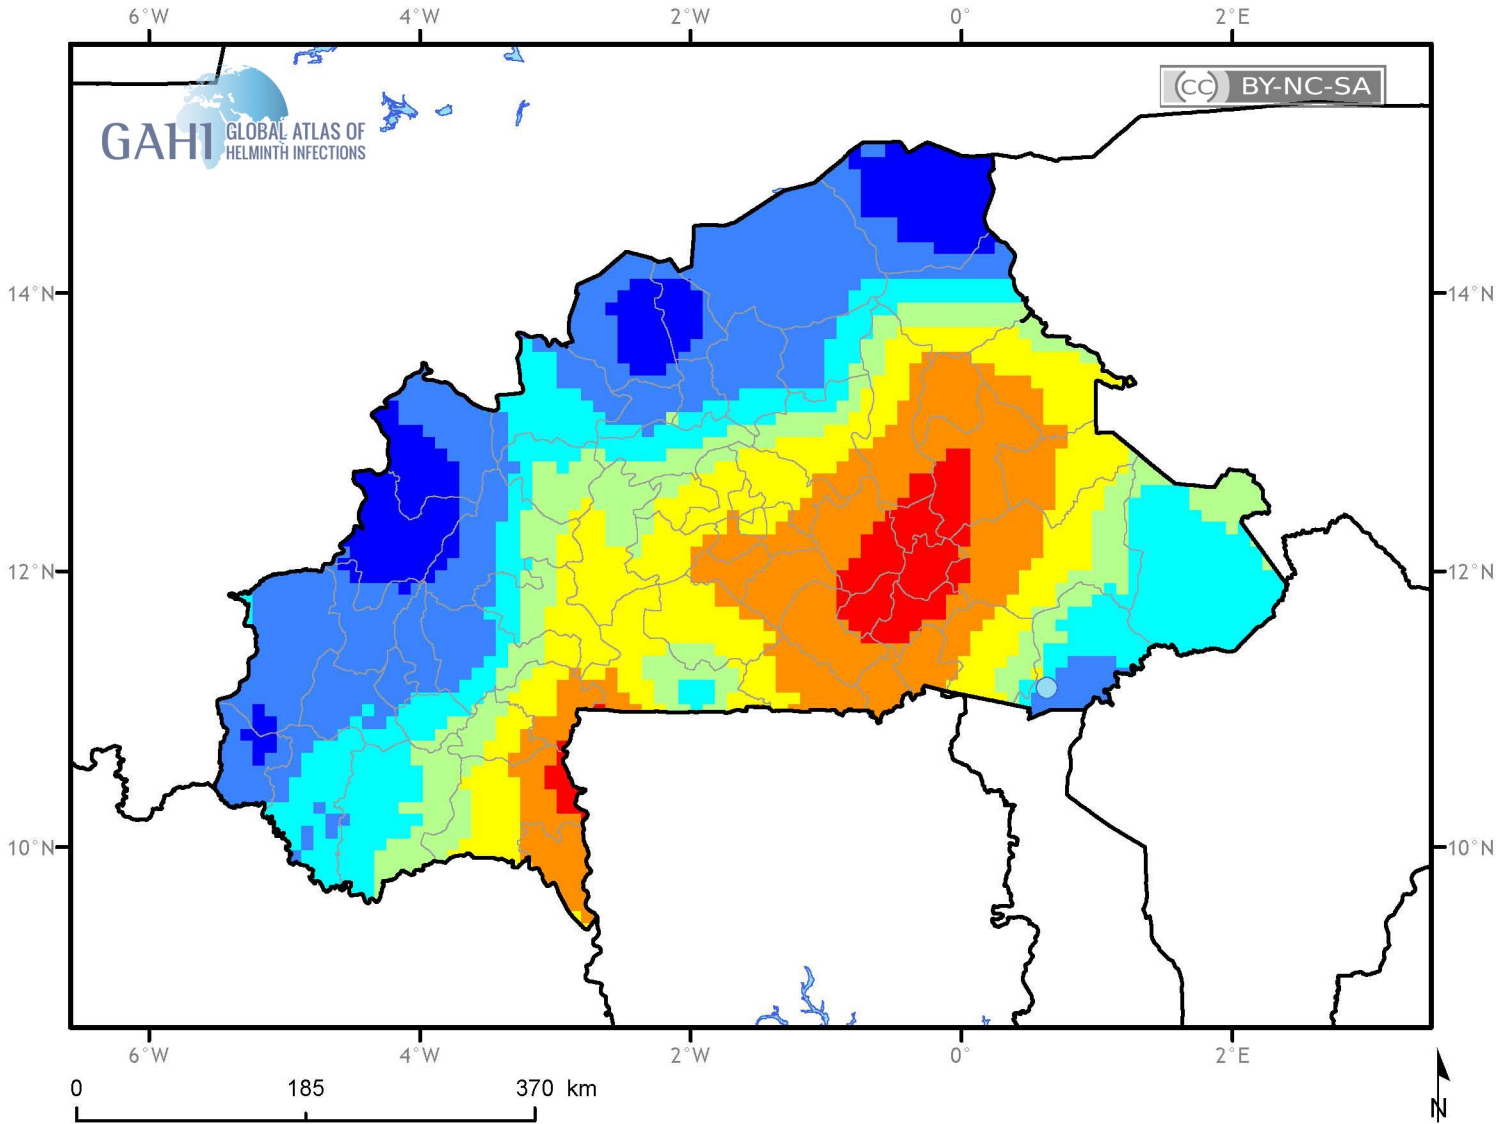 6°W 4°W 2°W 0° 2°E
(cc) BY-NC-SA
GAHI GLOBAL ATLAS OF
HELMINTH INFECTIONS
14°N 14°N
12°N 12°N
10°N 10°N
6°W 4°W 2°W 0° 2°E
0 185 370 km
N